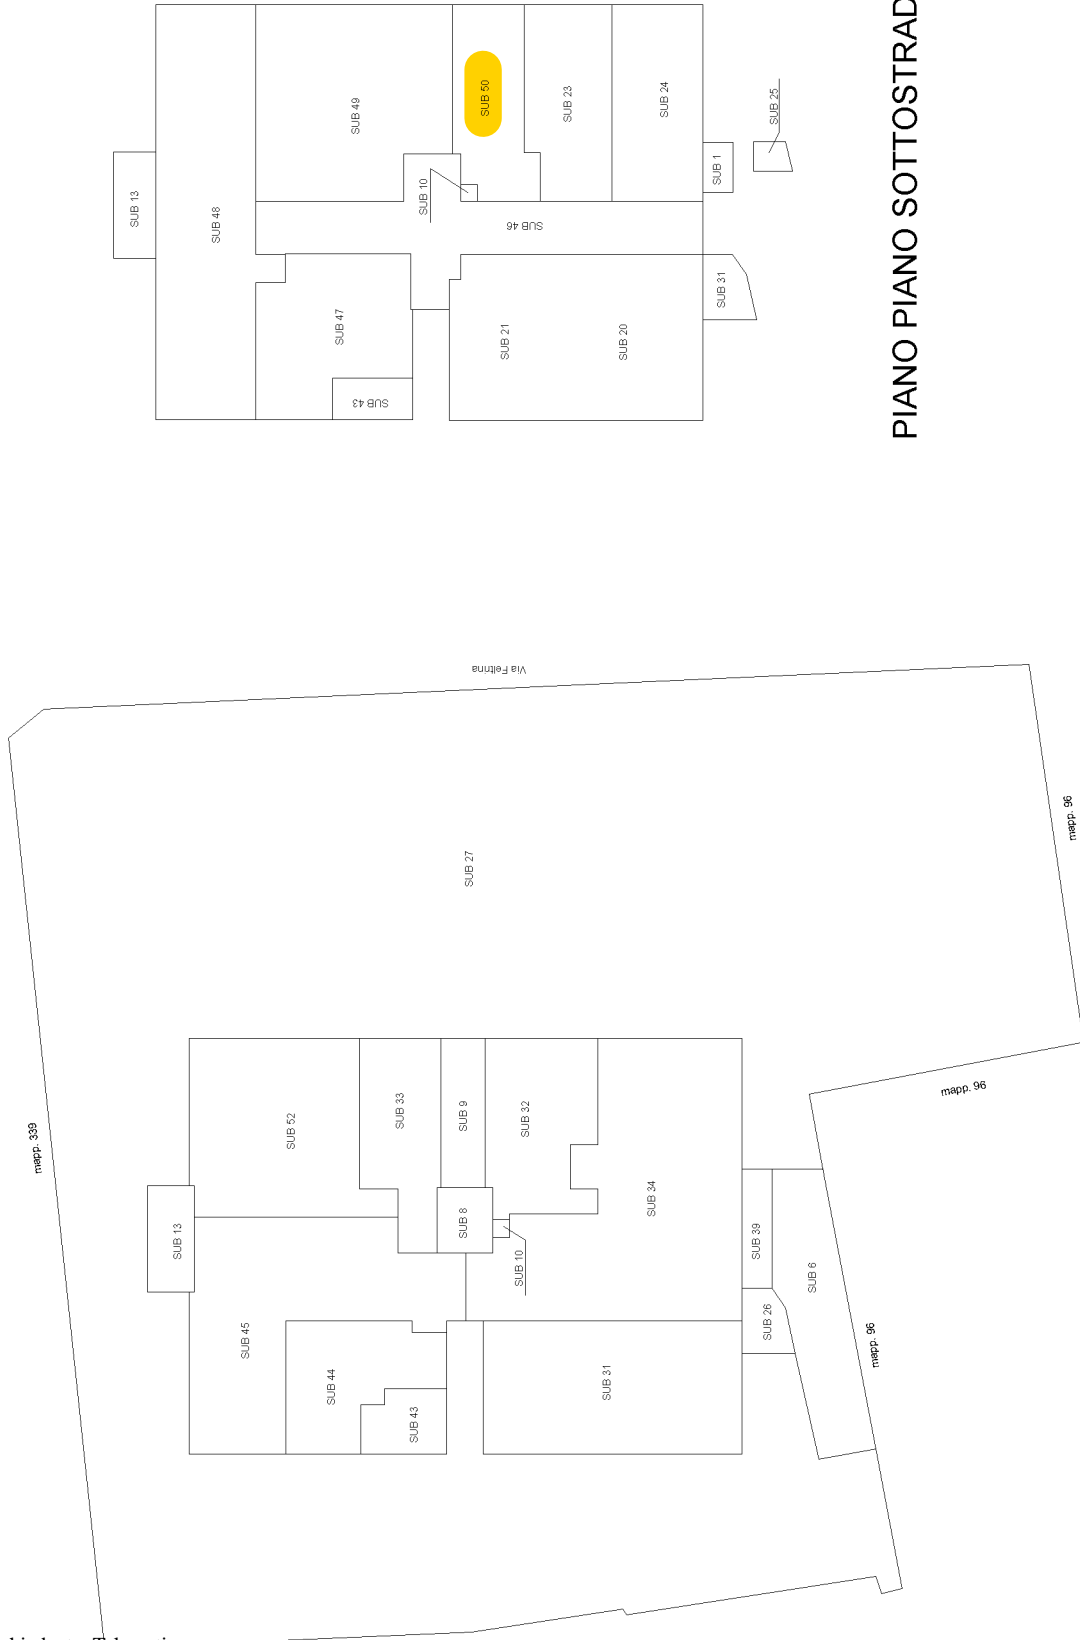 SUB 13
SUB 48
SUB 49
SUB 50
SUB 23
SUB 24
SUB 25
SUB 1
SUB 10
SUB 46
SUB 31
SUB 47
SUB 21
SUB 20
SUB 43
PIANO PIANO SOTTOSTRAD
Via Feltrina
SUB 27
mapp. 96
mapp. 96
mapp. 339
SUB 52
SUB 33
SUB 9
SUB 32
SUB 34
SUB 13
SUB 8
SUB 10
SUB 39
SUB 6
SUB 26
SUB 45
SUB 44
SUB 43
SUB 31
mapp. 96